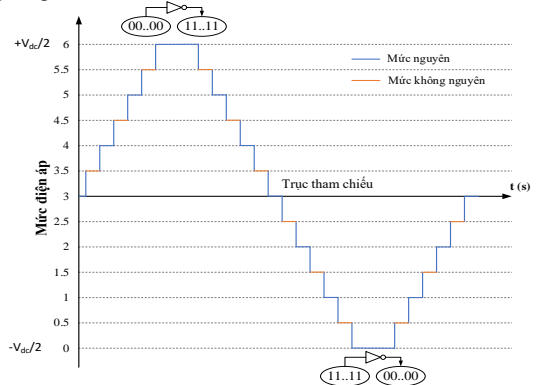 00..00 11..11
+Vdc/2
6
5.5
5
4.5
4
3.5
3
2.5
2
1.5
1
0.5
0
-Vdc/2
Mức điện áp
Mức nguyên
Mức không nguyên
Trục tham chiếu
t (s)
11..11 00..00